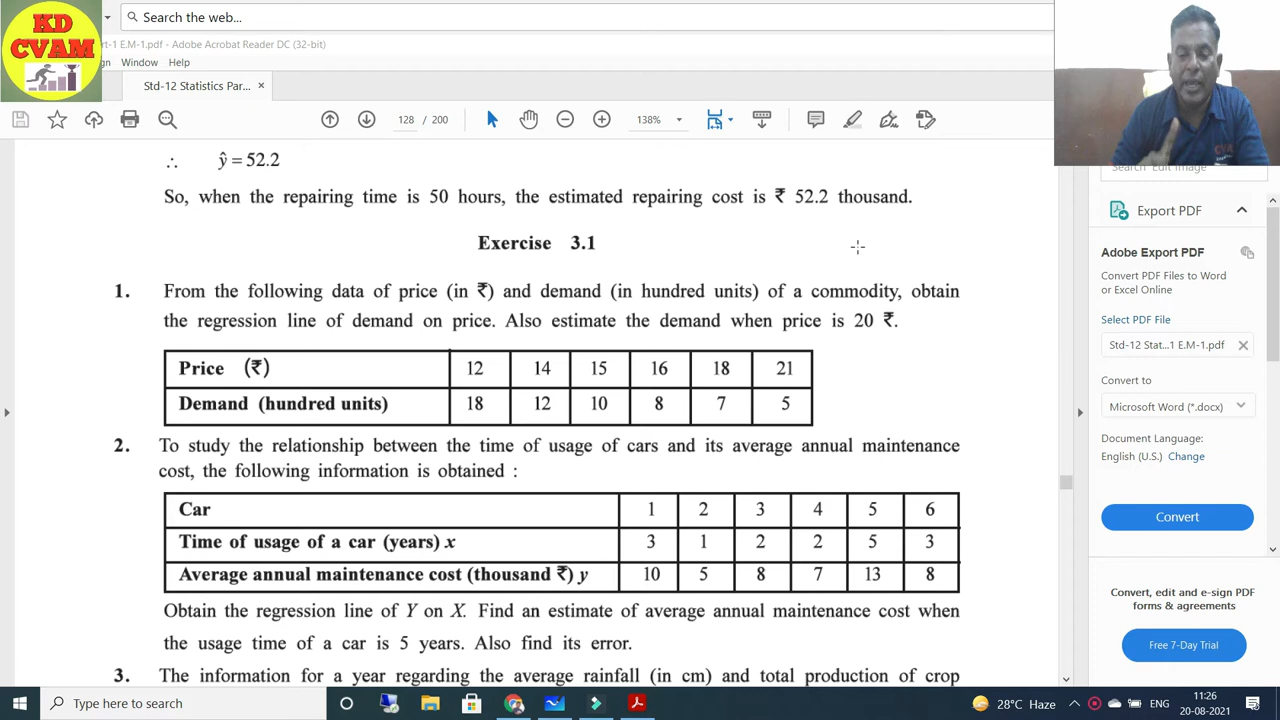 KD
CVAM
Search the web...
rt-1 E.M-1.pdf - Adobe Acrobat Reader DC (32-bit)
gn Window Help
Std-12 Statistics Par... ×
128 / 200
138%
∴ ŷ = 52.2
So, when the repairing time is 50 hours, the estimated repairing cost is ₹ 52.2 thousand.
Exercise 3.1
1. From the following data of price (in ₹) and demand (in hundred units) of a commodity, obtain
the regression line of demand on price. Also estimate the demand when price is 20 ₹.
Price (₹) 12 14 15 16 18 21
Demand (hundred units) 18 12 10 8 7 5
2. To study the relationship between the time of usage of cars and its average annual maintenance
cost, the following information is obtained :
Car 1 2 3 4 5 6
Time of usage of a car (years) x 3 1 2 2 5 3
Average annual maintenance cost (thousand ₹) y 10 5 8 7 13 8
Obtain the regression line of Y on X. Find an estimate of average annual maintenance cost when
the usage time of a car is 5 years. Also find its error.
3. The information for a year regarding the average rainfall (in cm) and total production of crop
CVAM
Search 'Edit Image'
Export PDF
Adobe Export PDF
Convert PDF Files to Word
or Excel Online
Select PDF File
Std-12 Stat...1 E.M-1.pdf ×
Convert to
Microsoft Word (*.docx)
Document Language:
English (U.S.) Change
Convert
Convert, edit and e-sign PDF
forms & agreements
Free 7-Day Trial
Type here to search
28°C Haze
ENG
11:26
20-08-2021